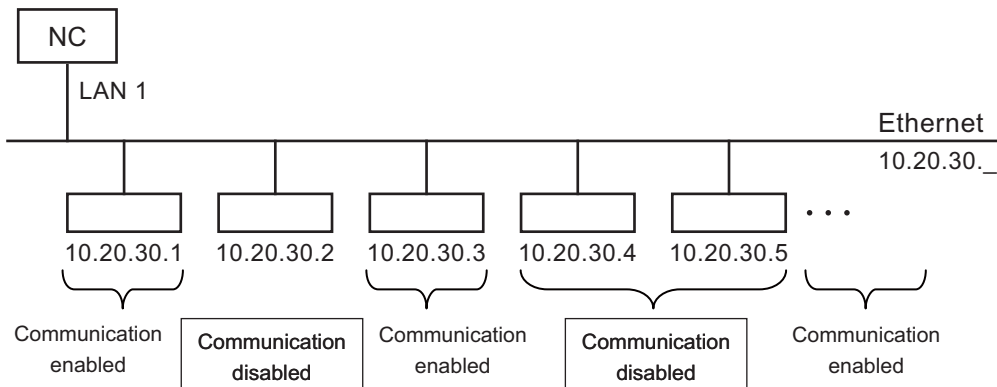 NC
LAN 1
Ethernet
10.20.30._
10.20.30.1
10.20.30.2
10.20.30.3
10.20.30.4
10.20.30.5
Communication
enabled
Communication
disabled
Communication
enabled
Communication
disabled
Communication
enabled